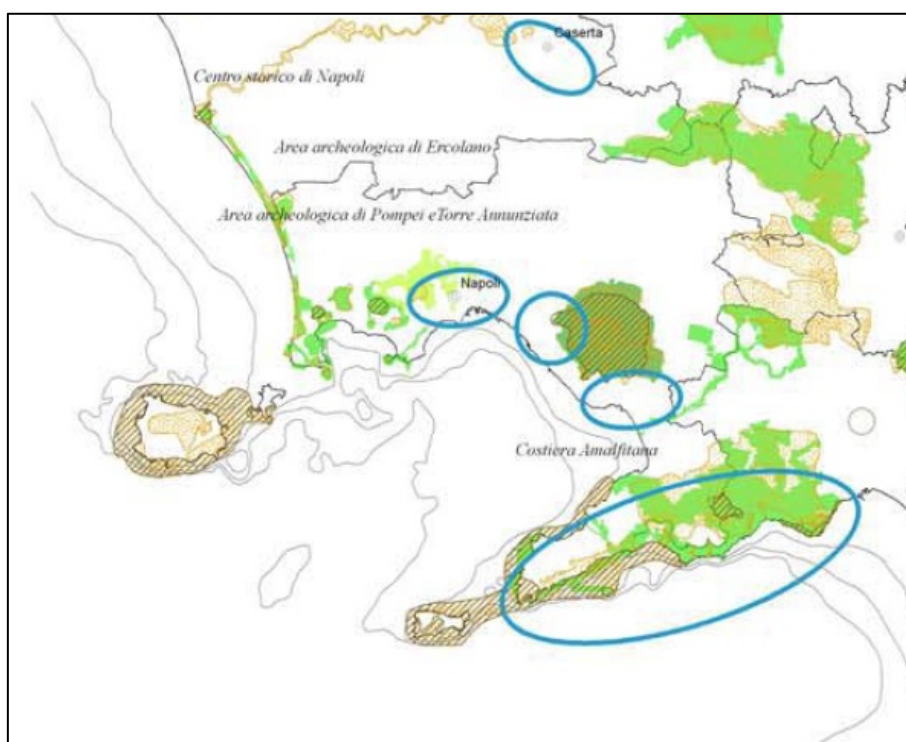 Caserta
Centro storico di Napoli
Area archeologica di Ercolano
Area archeologica di Pompei eTorre Annunziata
Napoli
Costiera Amalfitana